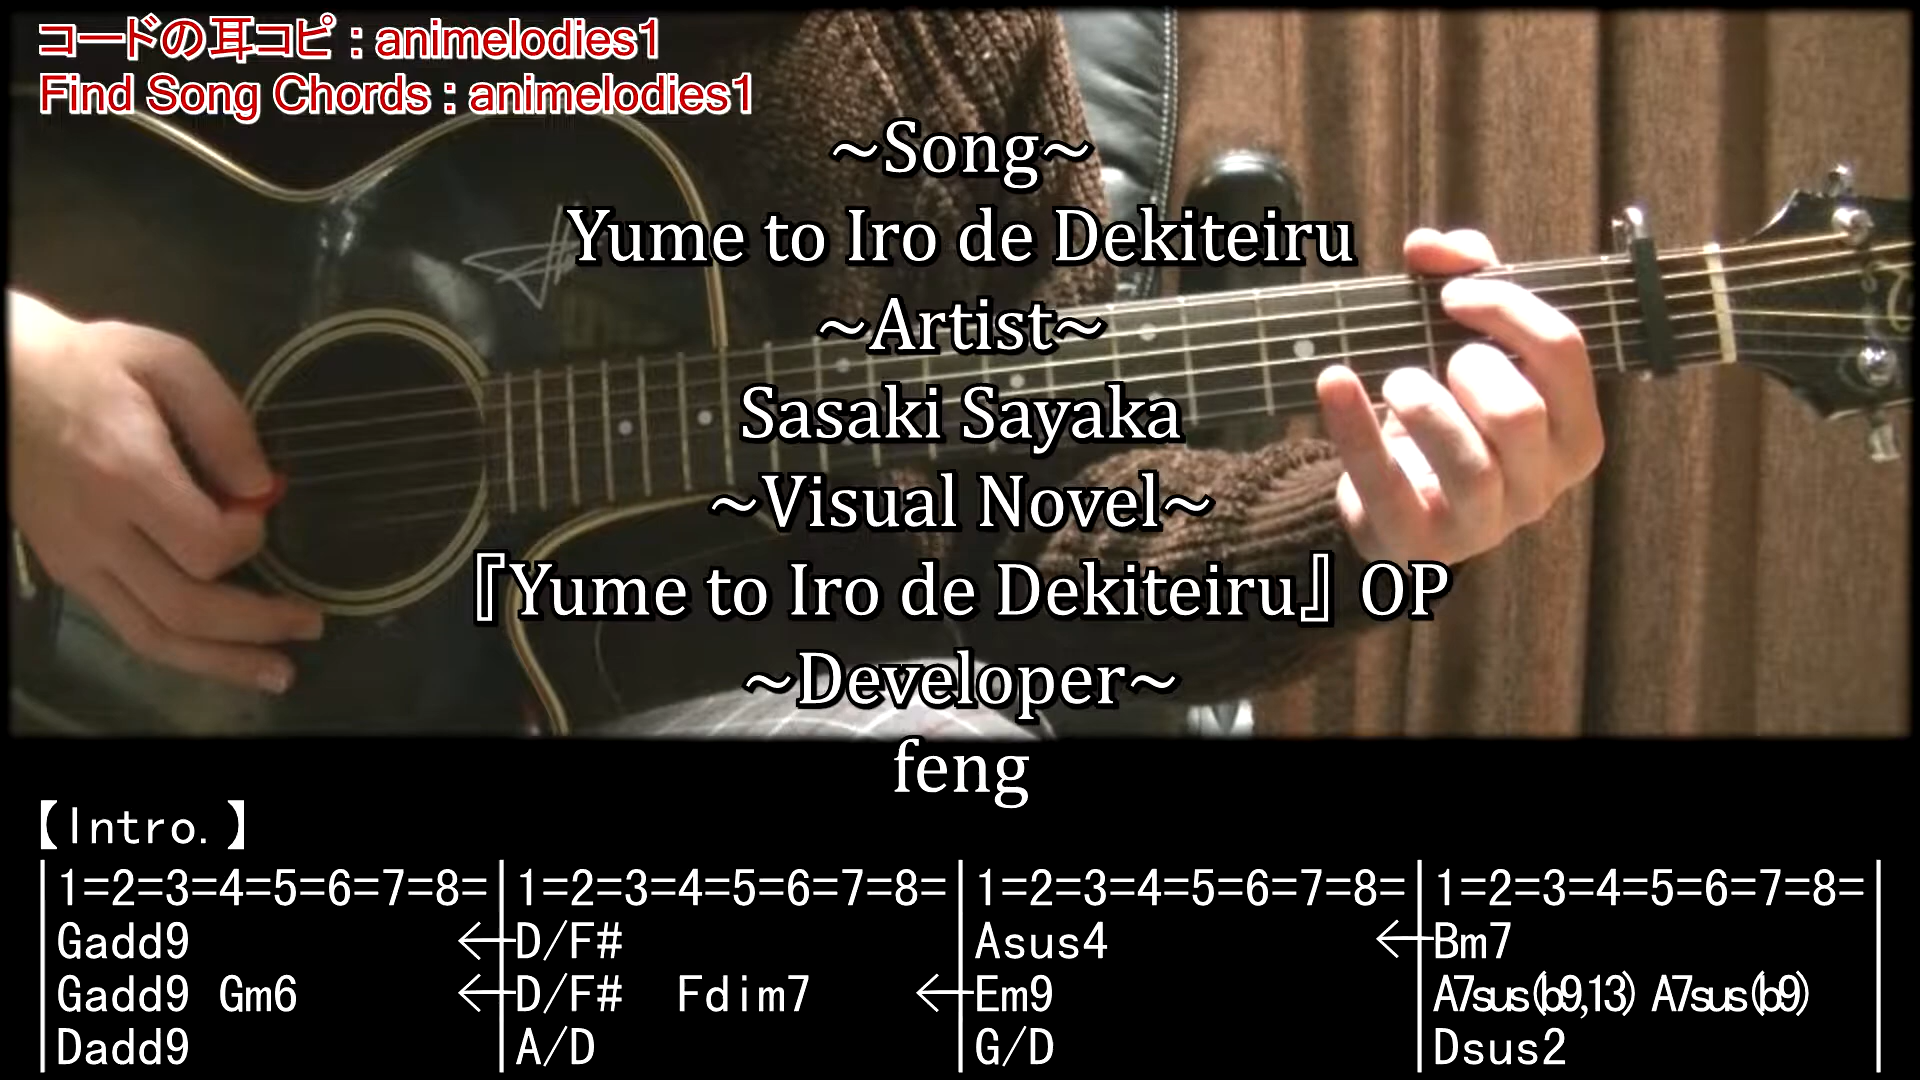 コードの耳コピ : animelodies1
Find Song Chords : animelodies1
~Song~
Yume to Iro de Dekiteiru
~Artist~
Sasaki Sayaka
~Visual Novel~
『Yume to Iro de Dekiteiru』 OP
~Developer~
feng
【Intro.】
|1=2=3=4=5=6=7=8=|1=2=3=4=5=6=7=8=|1=2=3=4=5=6=7=8=|1=2=3=4=5=6=7=8=|
|Gadd9 ←D/F# |Asus4 ←Bm7 |
|Gadd9 Gm6 ←D/F# Fdim7 ←Em9 |A7sus(b9,13) A7sus(b9) |
|Dadd9 |A/D |G/D |Dsus2 |